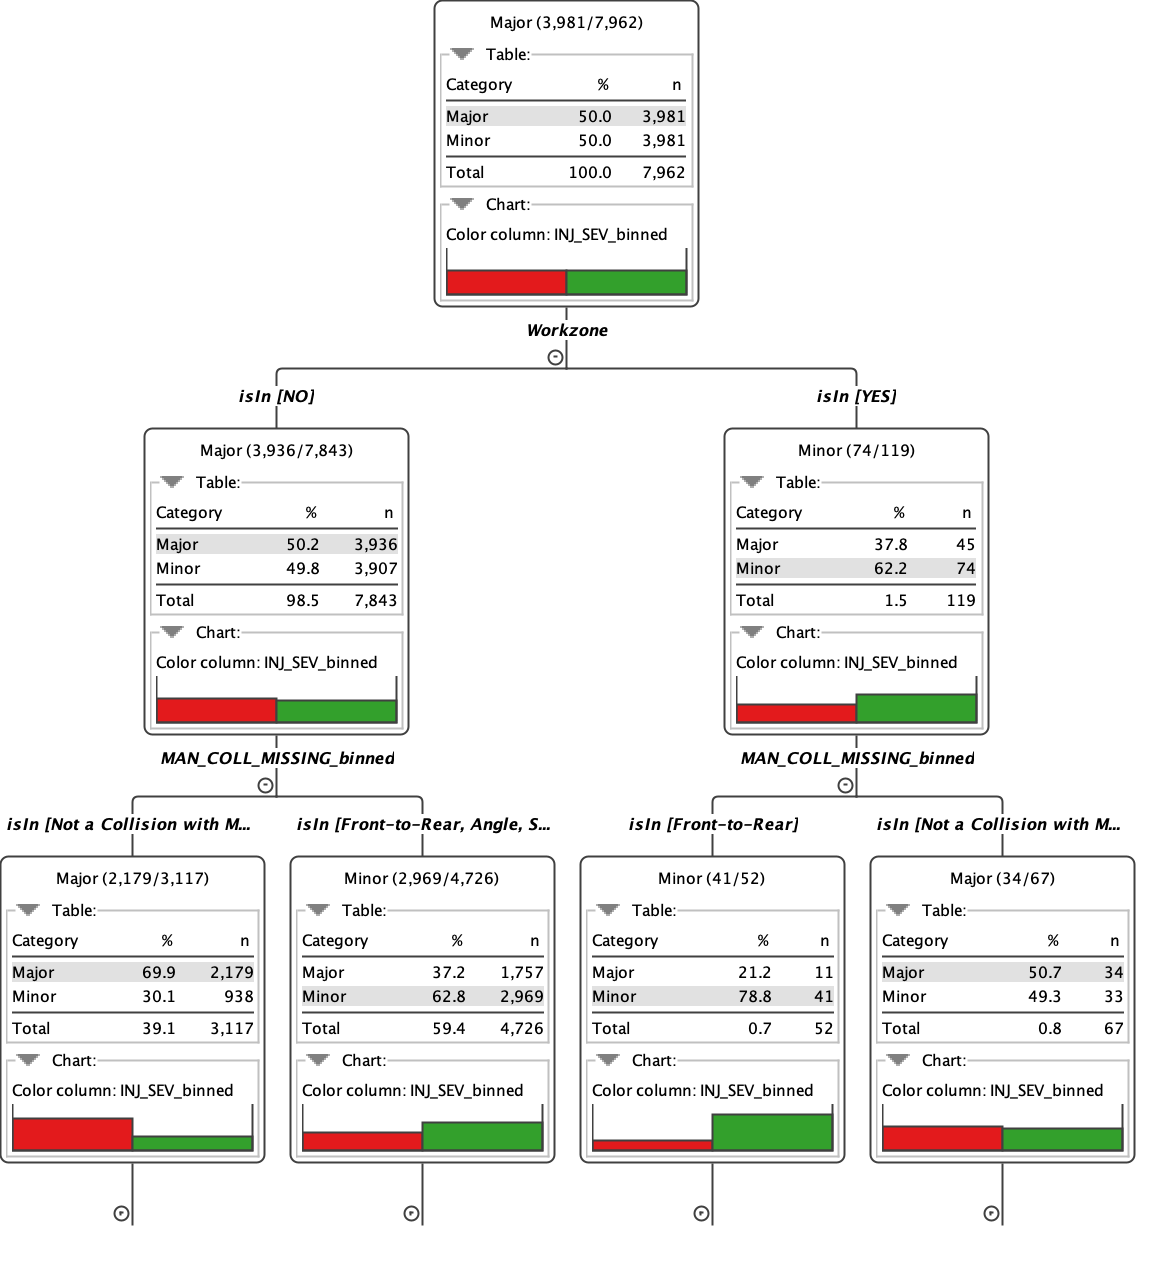 Major (3,981/7,962)
Table:
Category % n
Major 50.0 3,981
Minor 50.0 3,981
Total 100.0 7,962
Chart:
Color column: INJ_SEV_binned
Workzone
isIn [NO]
isIn [YES]
Major (3,936/7,843)
Table:
Category % n
Major 50.2 3,936
Minor 49.8 3,907
Total 98.5 7,843
Chart:
Color column: INJ_SEV_binned
MAN_COLL_MISSING_binned
Minor (74/119)
Table:
Category % n
Major 37.8 45
Minor 62.2 74
Total 1.5 119
Chart:
Color column: INJ_SEV_binned
MAN_COLL_MISSING_binned
isIn [Not a Collision with M...
isIn [Front-to-Rear, Angle, S...
isIn [Front-to-Rear]
isIn [Not a Collision with M...
Major (2,179/3,117)
Table:
Category % n
Major 69.9 2,179
Minor 30.1 938
Total 39.1 3,117
Chart:
Color column: INJ_SEV_binned
Minor (2,969/4,726)
Table:
Category % n
Major 37.2 1,757
Minor 62.8 2,969
Total 59.4 4,726
Chart:
Color column: INJ_SEV_binned
Minor (41/52)
Table:
Category % n
Major 21.2 11
Minor 78.8 41
Total 0.7 52
Chart:
Color column: INJ_SEV_binned
Major (34/67)
Table:
Category % n
Major 50.7 34
Minor 49.3 33
Total 0.8 67
Chart:
Color column: INJ_SEV_binned